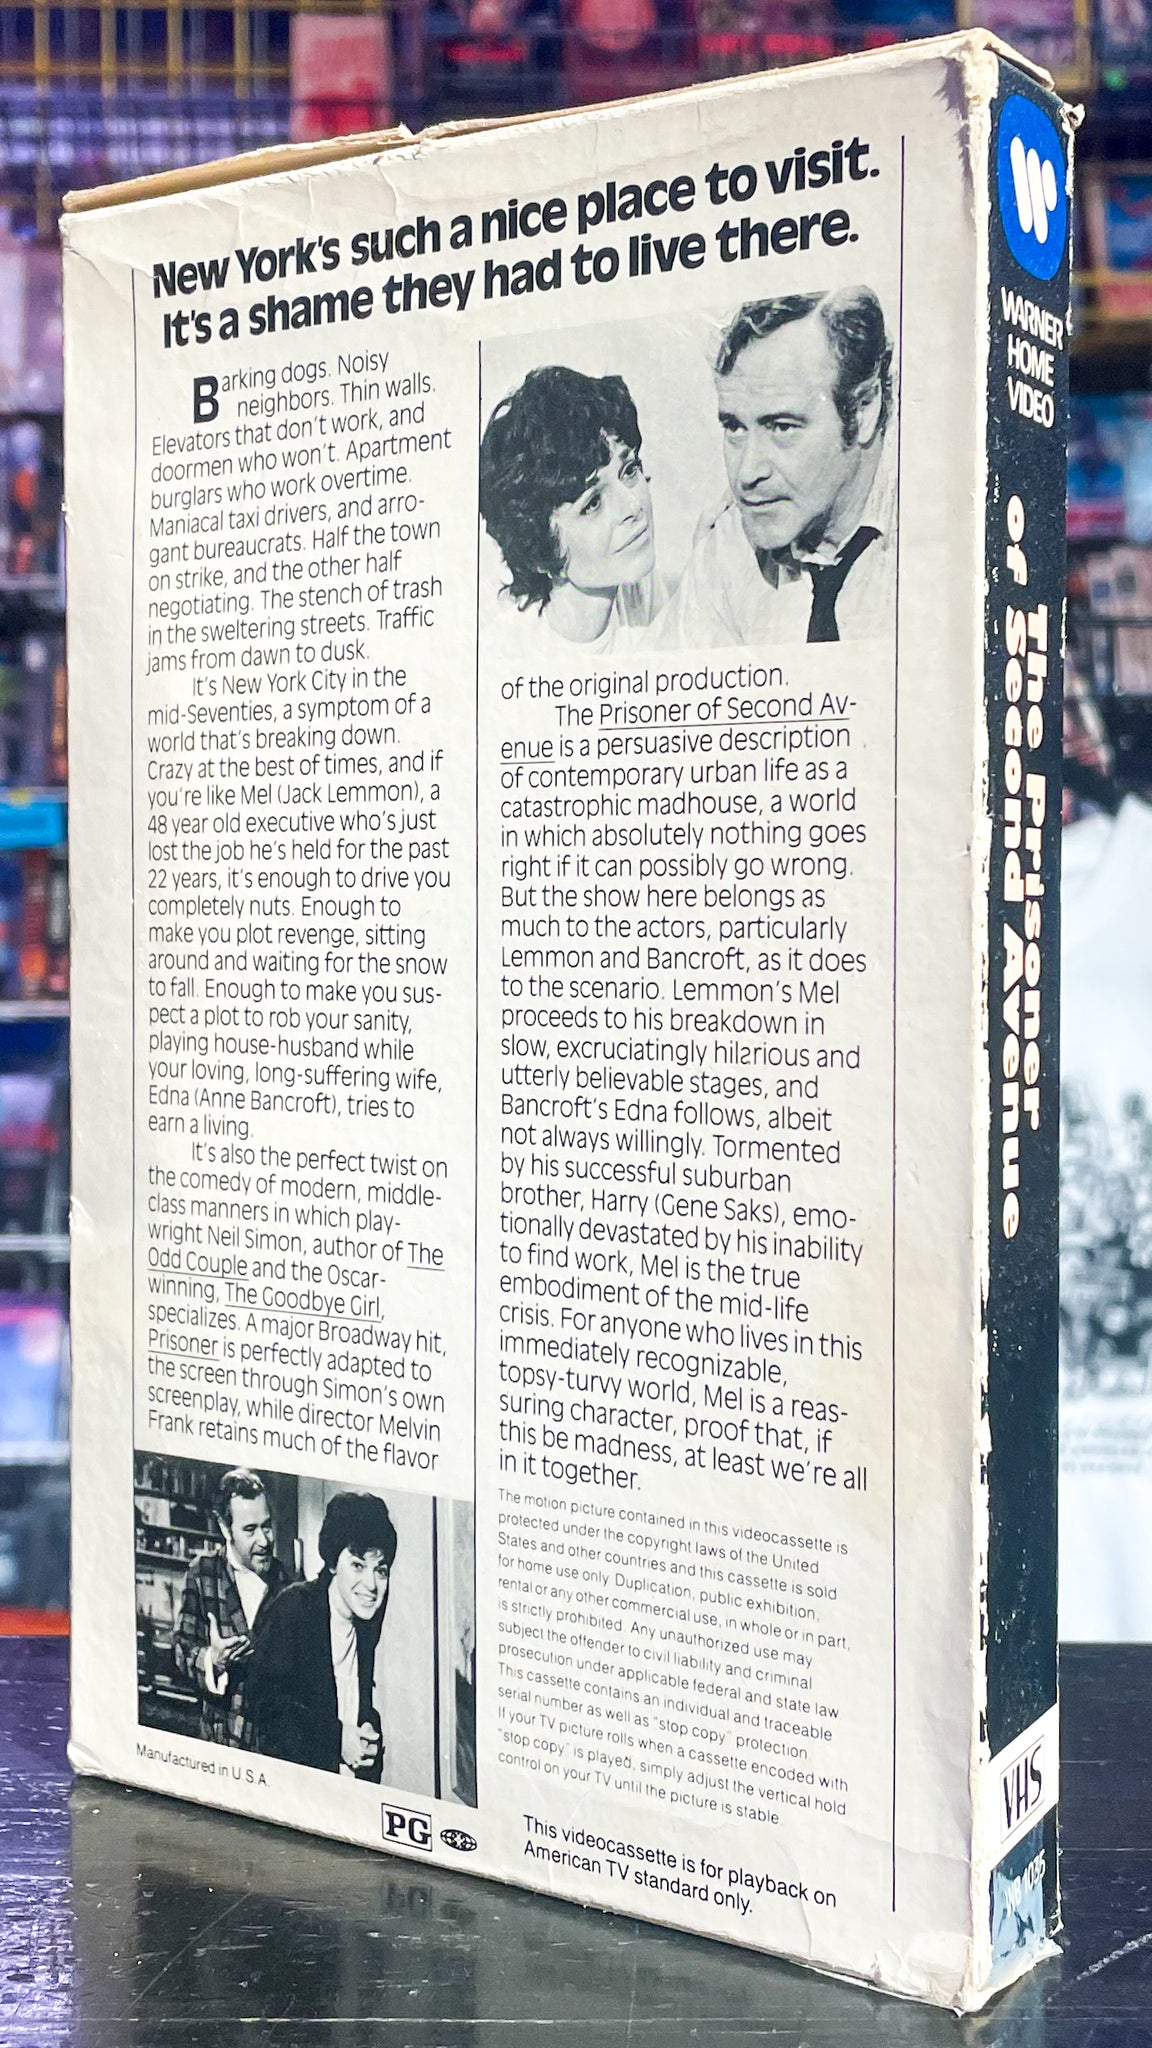 New York's such a nice place to visit.
It's a shame they had to live there.
Barking dogs. Noisy
neighbors. Thin walls.
Elevators that don't work, and
doormen who won't. Apartment
burglars who work overtime.
Maniacal taxi drivers, and arro-
gant bureaucrats. Half the town
on strike, and the other half
negotiating. The stench of trash
in the sweltering streets. Traffic
jams from dawn to dusk.
It's New York City in the
mid-Seventies, a symptom of a
world that's breaking down.
Crazy at the best of times, and if
you're like Mel (Jack Lemmon), a
48 year old executive who's just
lost the job he's held for the past
22 years, it's enough to drive you
completely nuts. Enough to
make you plot revenge, sitting
around and waiting for the snow
to fall. Enough to make you sus-
pect a plot to rob your sanity,
playing house-husband while
your loving, long-suffering wife,
Edna (Anne Bancroft), tries to
earn a living.
It's also the perfect twist on
the comedy of modern, middle-
class manners in which play-
wright Neil Simon, author of The
Odd Couple and the Oscar-
winning, The Goodbye Girl,
specializes. A major Broadway hit,
Prisoner is perfectly adapted to
the screen through Simon's own
screenplay, while director Melvin
Frank retains much of the flavor
of the original production.
The Prisoner of Second Av-
enue is a persuasive description
of contemporary urban life as a
catastrophic madhouse, a world
in which absolutely nothing goes
right if it can possibly go wrong.
But the show here belongs as
much to the actors, particularly
Lemmon and Bancroft, as it does
to the scenario. Lemmon's Mel
proceeds to his breakdown in
slow, excruciatingly hilarious and
utterly believable stages, and
Bancroft's Edna follows, albeit
not always willingly. Tormented
by his successful suburban
brother, Harry (Gene Saks), emo-
tionally devastated by his inability
to find work, Mel is the true
embodiment of the mid-life
crisis. For anyone who lives in this
immediately recognizable,
topsy-turvy world, Mel is a reas-
suring character, proof that, if
this be madness, at least we're all
in it together.
The motion picture contained in this videocassette is
protected under the copyright laws of the United
States and other countries and this cassette is sold
for home use only. Duplication, public exhibition,
rental or any other commercial use, in whole or in part,
is strictly prohibited. Any unauthorized use may
subject the offender to civil liability and criminal
prosecution under applicable federal and state law.
This cassette contains an individual and traceable
serial number as well as "stop copy" protection.
If your TV picture rolls when a cassette encoded with
"stop copy" is played, simply adjust the vertical hold
control on your TV until the picture is stable.
Manufactured in U.S.A.
PG
This videocassette is for playback on
American TV standard only.
WARNER
HOME
VIDEO
The Prisoner
of Second Avenue
VHS